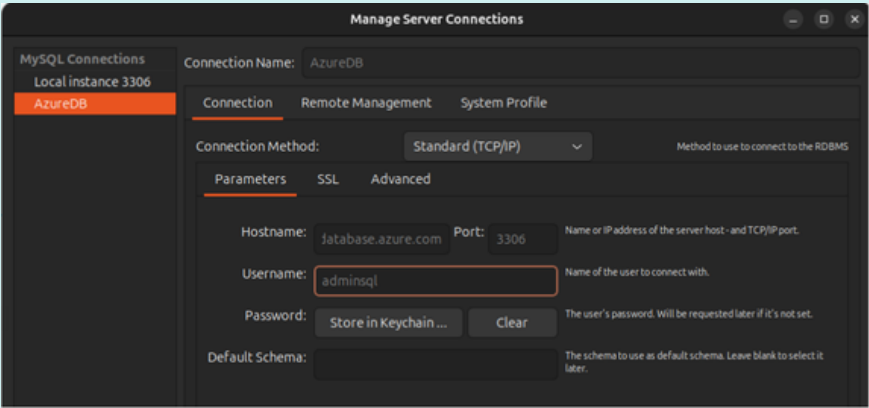 Manage Server Connections
MySQL Connections
Local instance 3306
AzureDB
Connection Name: AzureDB
Connection Remote Management System Profile
Connection Method: Standard (TCP/IP) Method to use to connect to the RDBMS
Parameters SSL Advanced
Hostname: database.azure.com Port: 3306 Name or IP address of the server host - and TCP/IP port.
Username: adminsql Name of the user to connect with.
Password: Store in Keychain ... Clear The user's password. Will be requested later if it's not set.
Default Schema: The schema to use as default schema. Leave blank to select it
later.